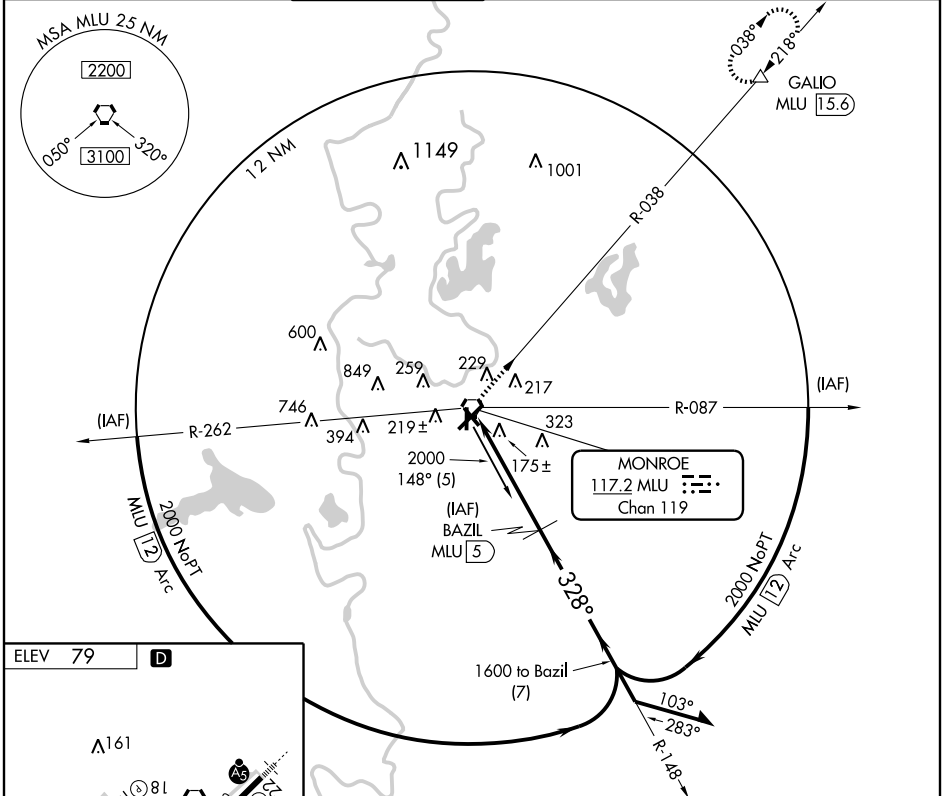 MSA MLU 25 NM
2200
050°
320°
3100
038°
218°
GALIO
MLU 15.6
12 NM
1149
1001
R-038
600
849
259
229
217
(IAF)
(IAF)
746
R-262
394
219±
R-087
323
175±
2000
148° (5)
MONROE
117.2 MLU
Chan 119
(IAF)
BAZIL
MLU 5
2000 NoPT
MLU 12 Arc
2000 NoPT
MLU 12 Arc
328°
1600 to Bazil
(7)
103°
283°
R-148
ELEV 79
D
161
A5
18
22